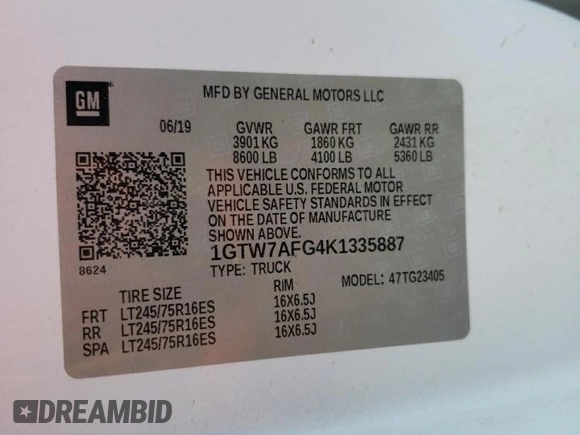 GM
MFD BY GENERAL MOTORS LLC
06/19 GVWR GAWR FRT GAWR RR
3901 KG 1860 KG 2431 KG
8600 LB 4100 LB 5360 LB
THIS VEHICLE CONFORMS TO ALL
APPLICABLE U.S. FEDERAL MOTOR
VEHICLE SAFETY STANDARDS IN EFFECT
ON THE DATE OF MANUFACTURE
SHOWN ABOVE.
8624
1GTW7AFG4K1335887
TYPE: TRUCK MODEL: 47TG23405
TIRE SIZE RIM
FRT LT245/75R16ES 16X6.5J
RR LT245/75R16ES 16X6.5J
SPA LT245/75R16ES 16X6.5J
DREAMBID